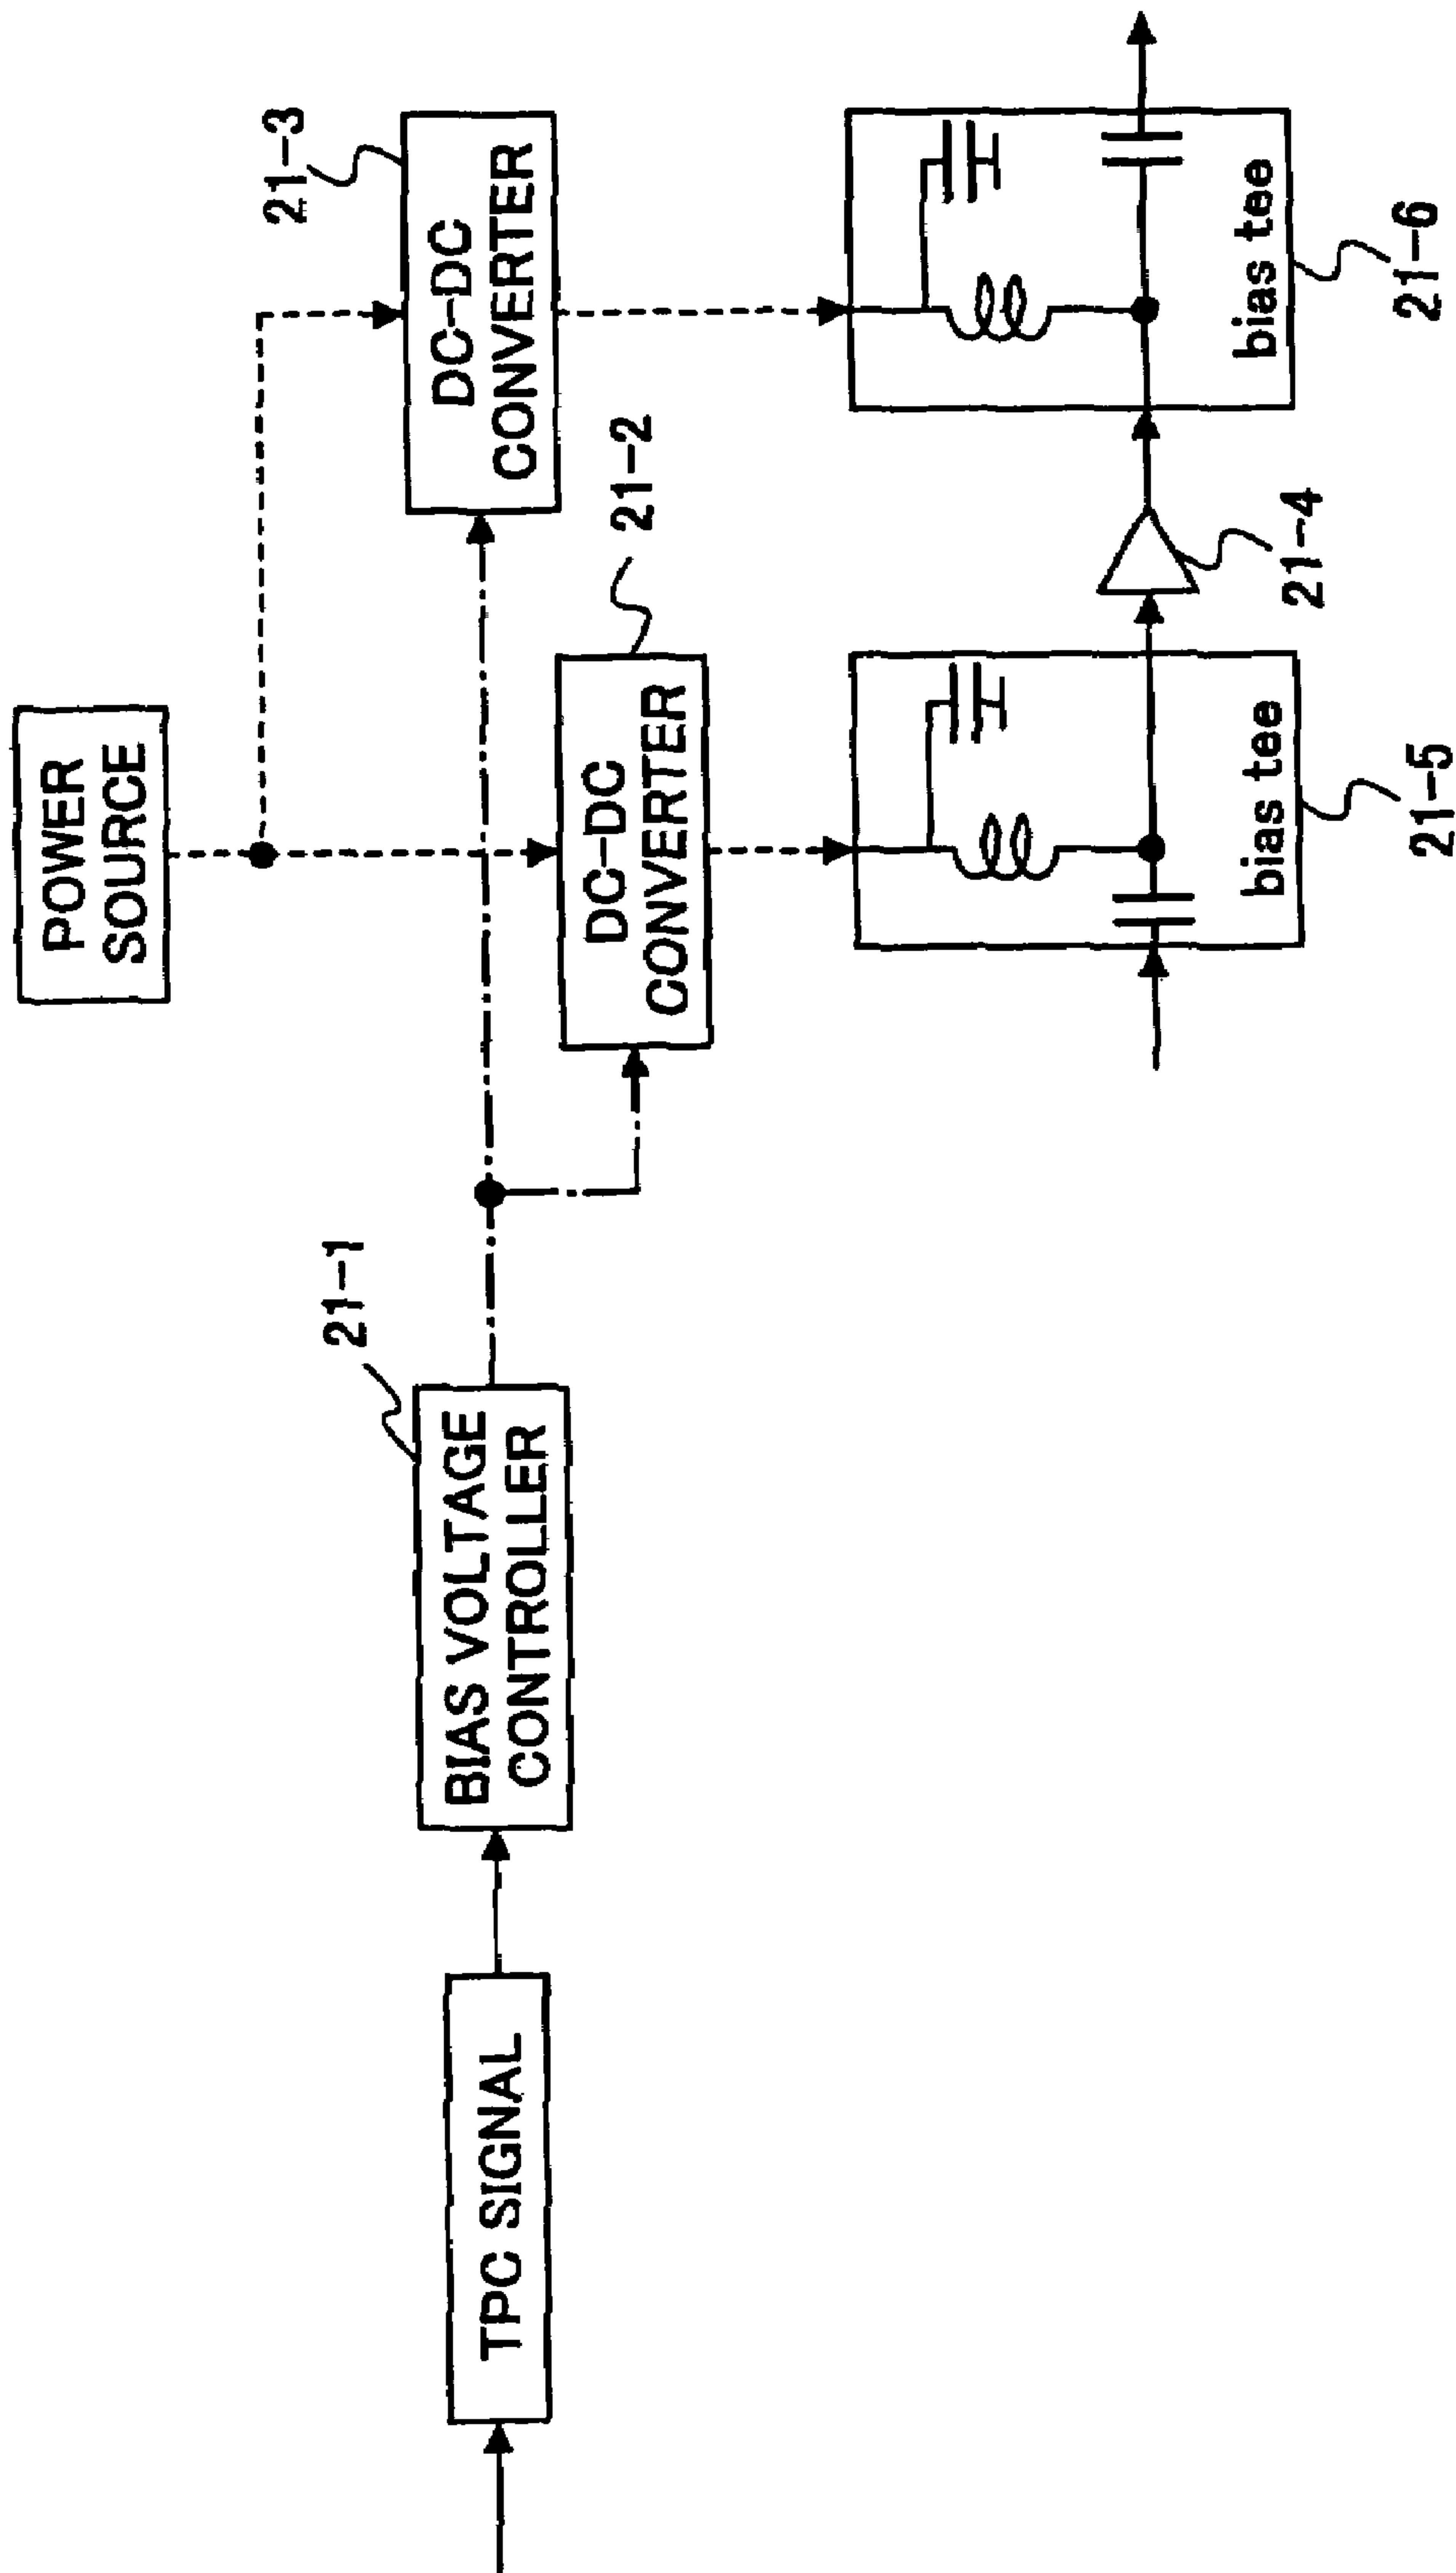 POWER
SOURCE
21-3
DC-DC
CONVERTER
21-2
DC-DC
CONVERTER
21-1
BIAS VOLTAGE
CONTROLLER
TPC SIGNAL
bias tee
21-5
21-4
bias tee
21-6